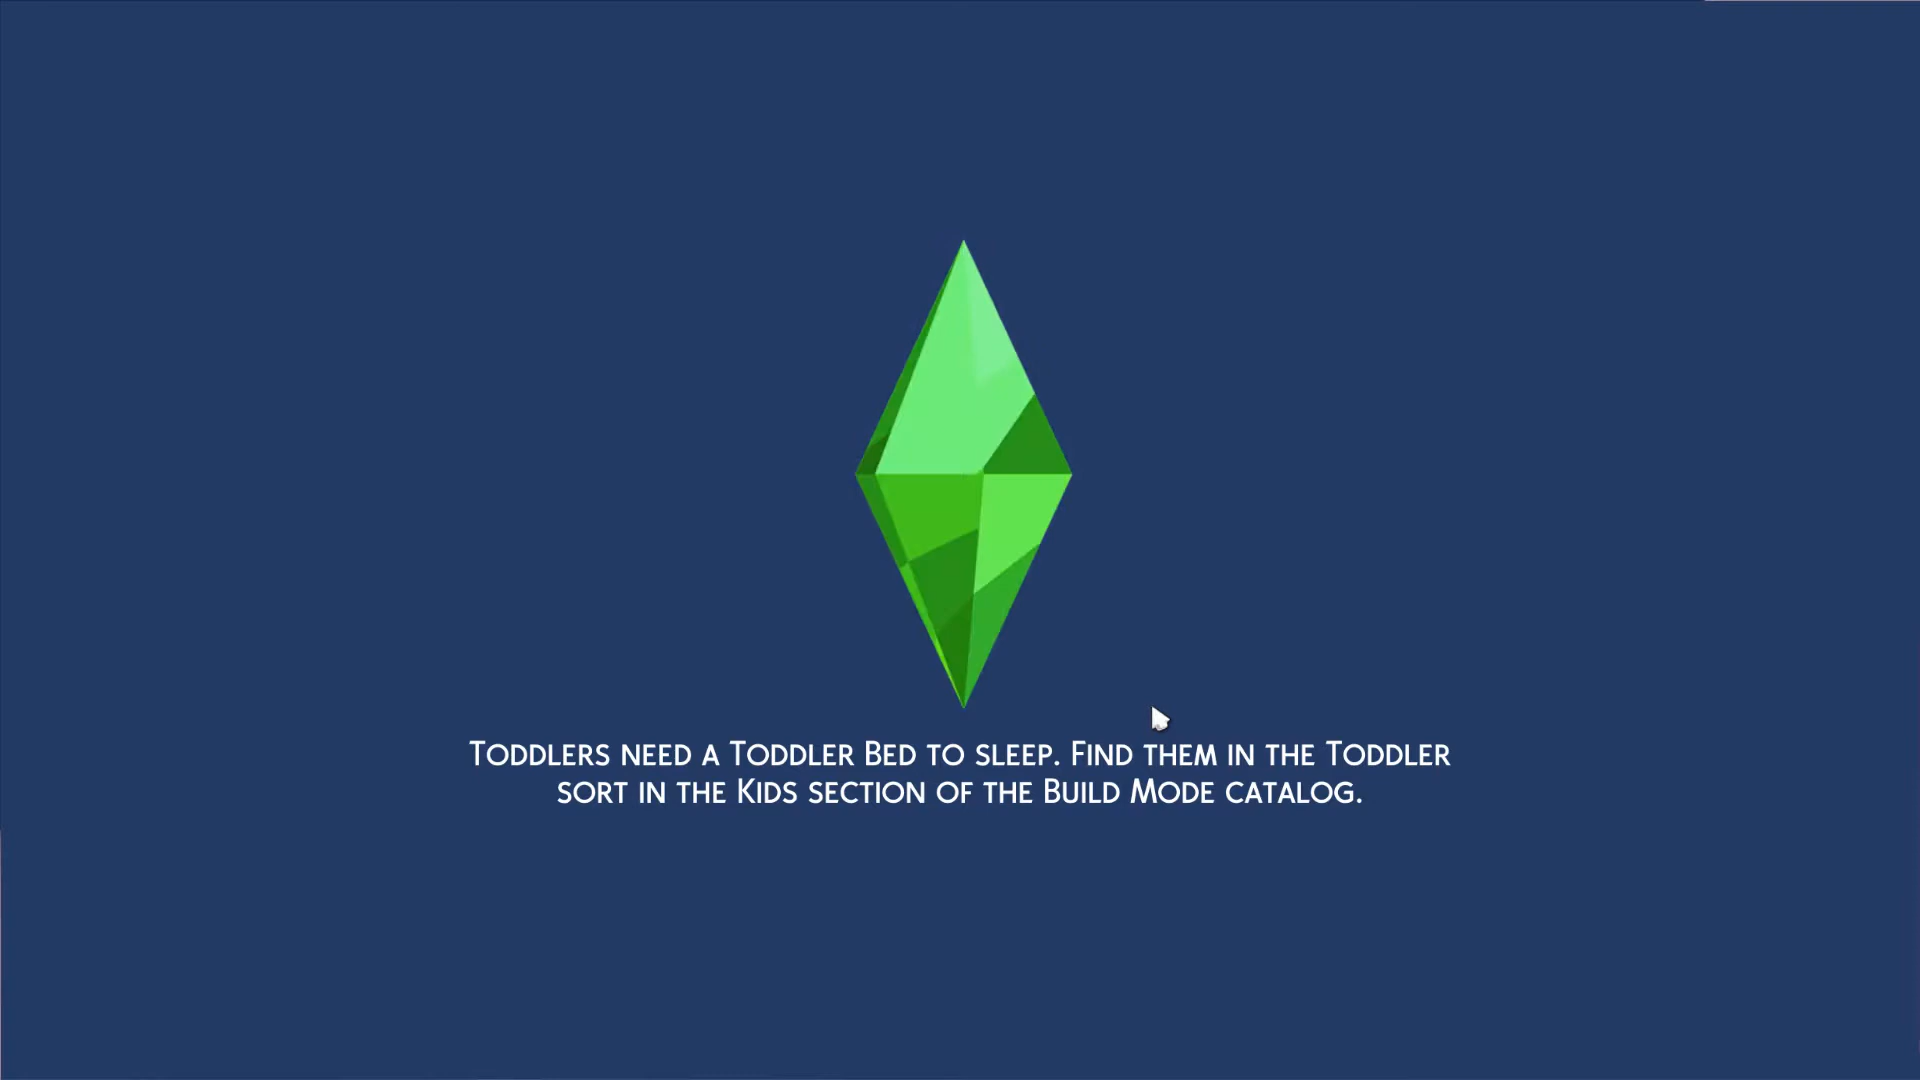 Toddlers need a Toddler Bed to sleep. Find them in the Toddler
sort in the Kids section of the Build Mode catalog.